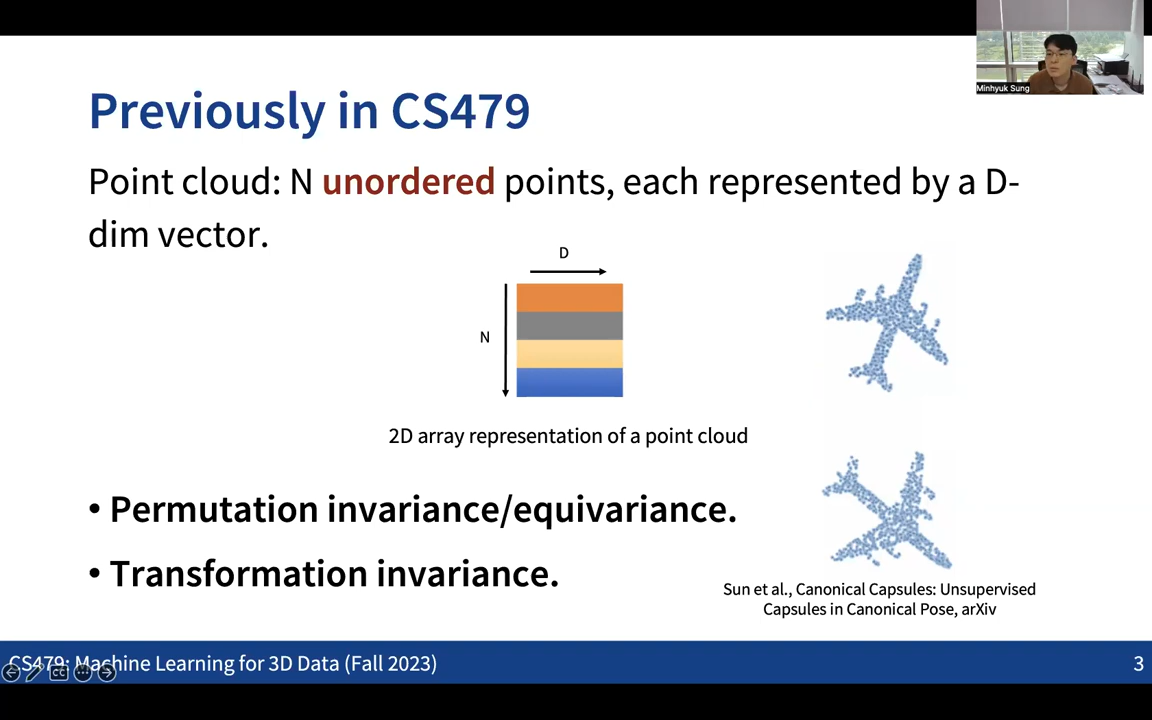 Minhyuk Sung
Previously in CS479
Point cloud: N unordered points, each represented by a D-
dim vector.
D
N
2D array representation of a point cloud
• Permutation invariance/equivariance.
• Transformation invariance.
Sun et al., Canonical Capsules: Unsupervised
Capsules in Canonical Pose, arXiv
CS479: Machine Learning for 3D Data (Fall 2023)
3